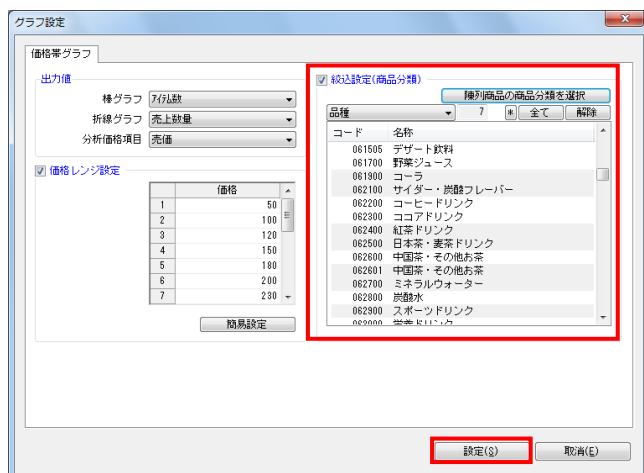 グラフ設定
価格帯グラフ
出力値
棒グラフ ｱｲﾃﾑ数
折線グラフ 売上数量
分析価格項目 売価
価格レンジ設定
価格
1 50
2 100
3 120
4 150
5 180
6 200
7 230
簡易設定
絞込設定(商品分類)
陳列商品の商品分類を選択
品種 7 * 全て 解除
コード 名称
061505 デザート飲料
061700 野菜ジュース
061900 コーラ
062100 サイダー・炭酸フレーバー
062200 コーヒードリンク
062300 ココアドリンク
062400 紅茶ドリンク
062500 日本茶・麦茶ドリンク
062600 中国茶・その他お茶
062601 中国茶・その他お茶
062700 ミネラルウォーター
062800 炭酸水
062900 スポーツドリンク
設定(S) 取消(E)